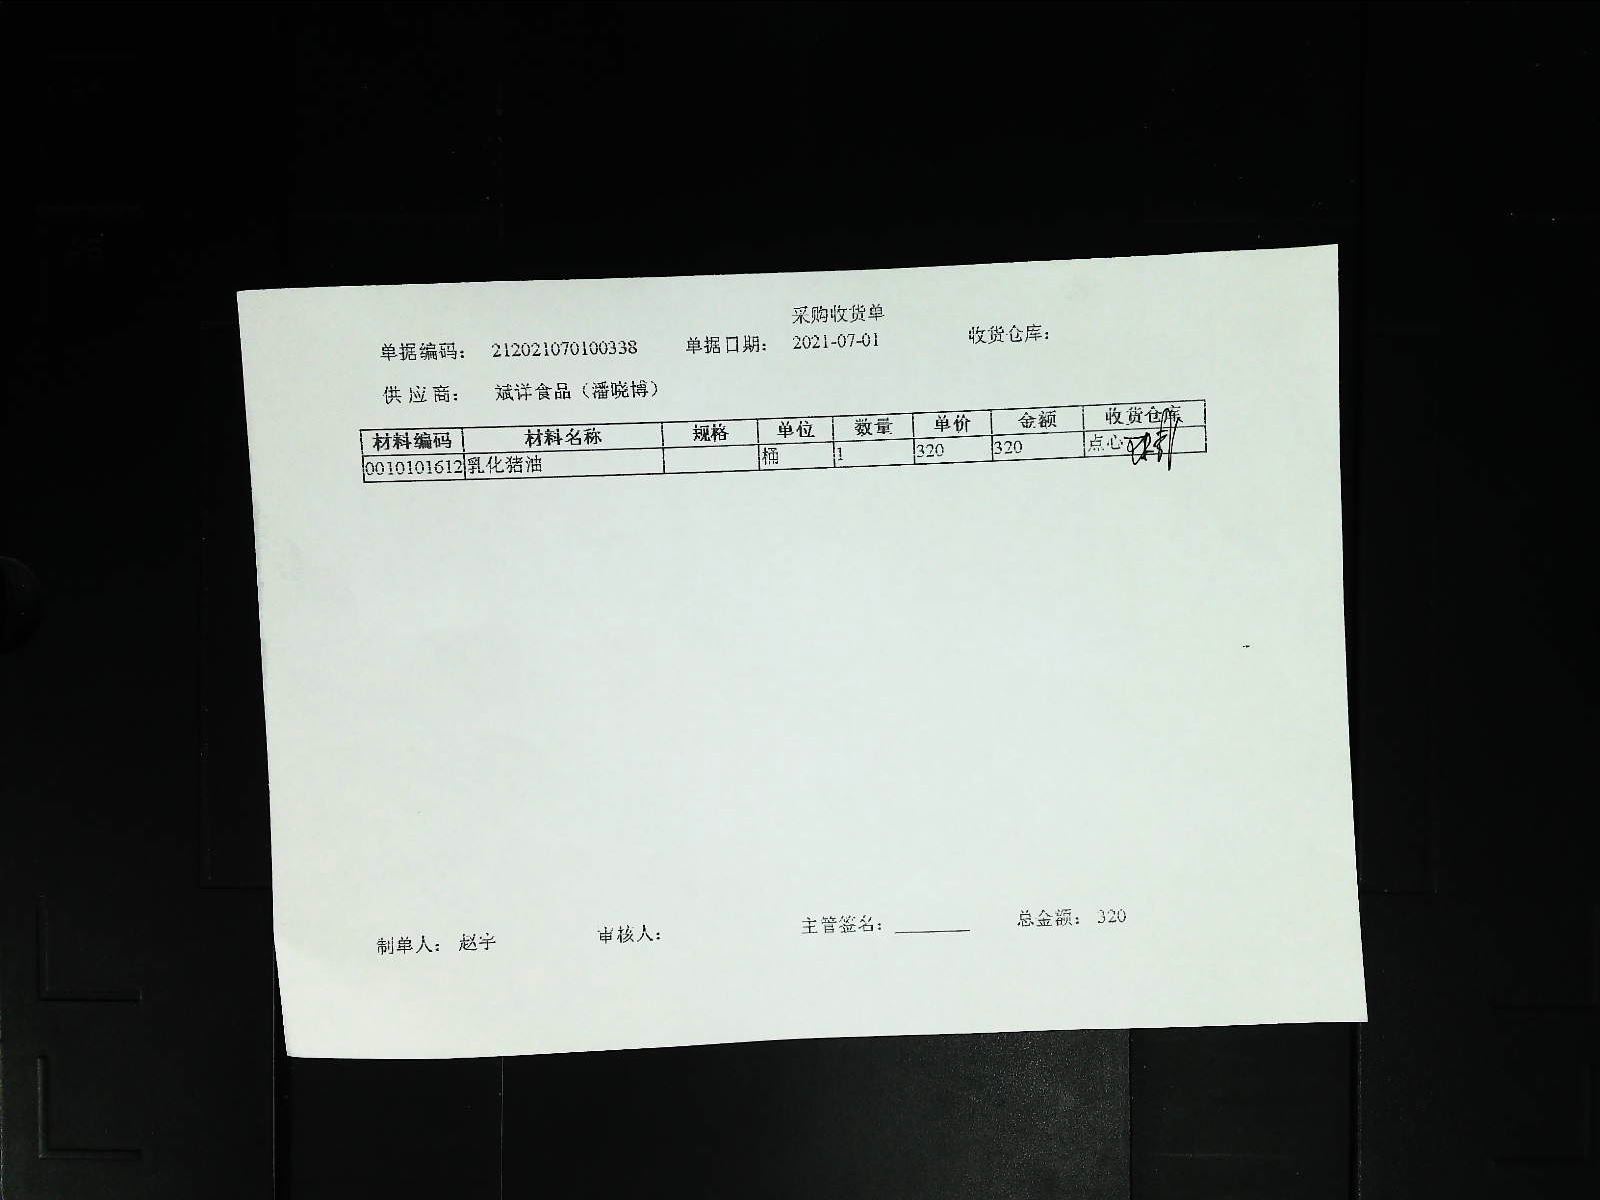 采购收货单
单据编码： 212021070100338 单据日期： 2021-07-01 收货仓库：
供 应 商： 斌详食品（潘晓博）
材料编码 材料名称 规格 单位 数量 单价 金额 收货仓库
0010101612 乳化猪油 桶 1 320 320 点心
制单人： 赵宇 审核人： 主管签名： 总金额： 320